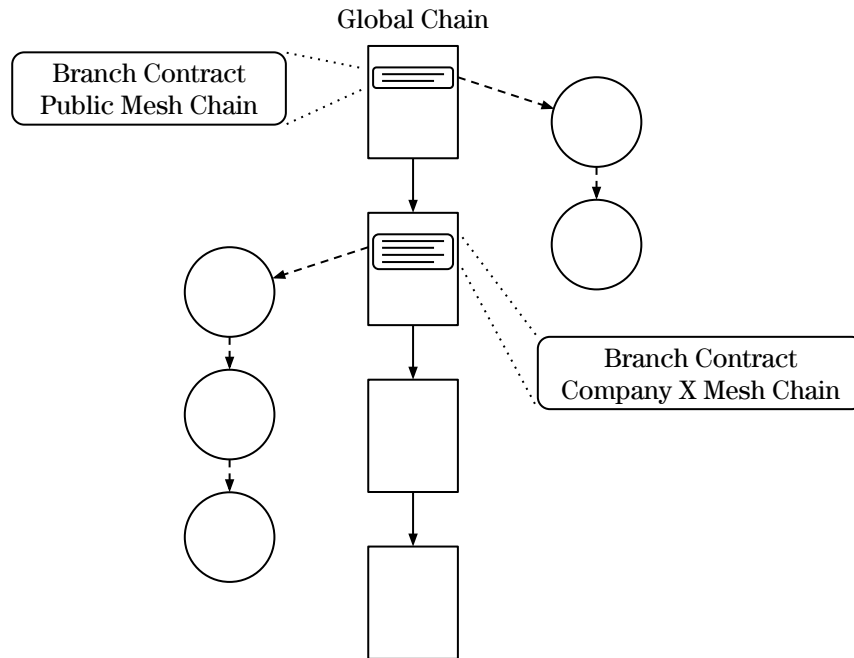 Global Chain
Branch Contract
Public Mesh Chain
Branch Contract
Company X Mesh Chain